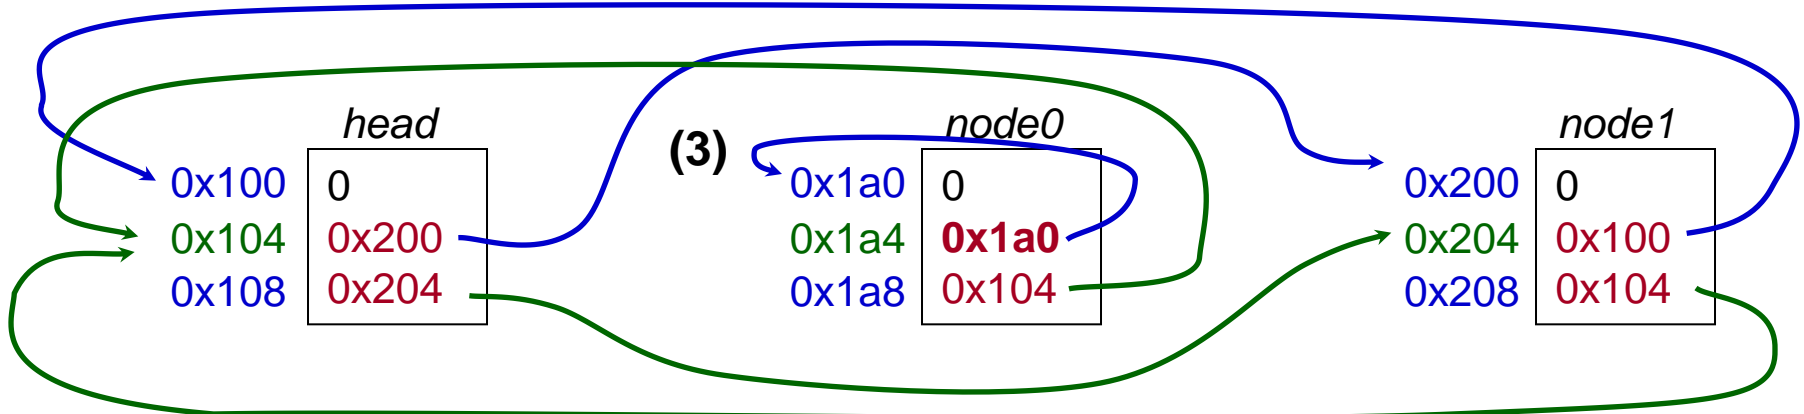 head (3) node0 node1
0x100 0 0x1a0 0 0x200 0
0x104 0x200 0x1a4 0x1a0 0x204 0x100
0x108 0x204 0x1a8 0x104 0x208 0x104